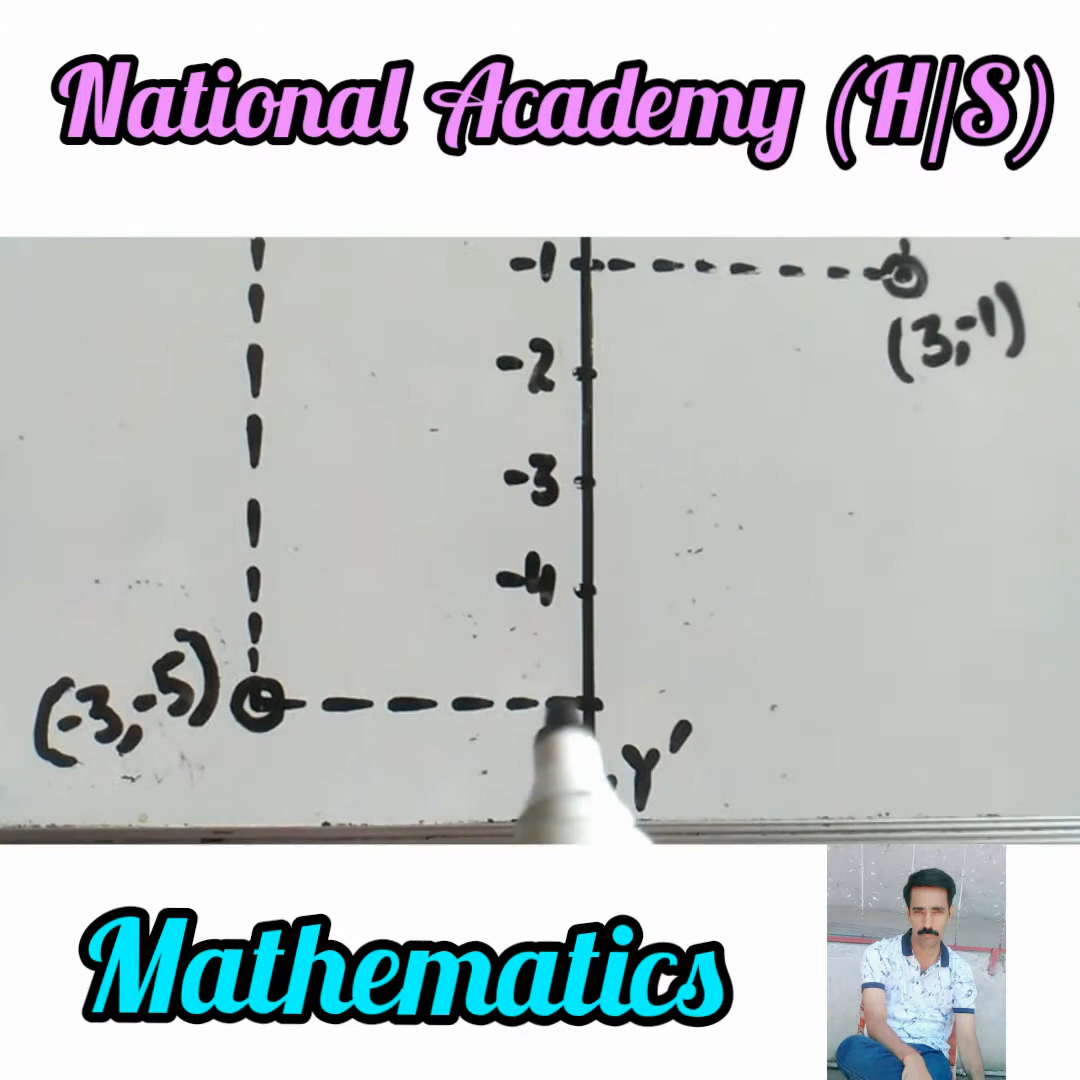 National Academy (H/S)
-1
(3,-1)
-2
-3
-4
(-3,-5)
Y'
Mathematics